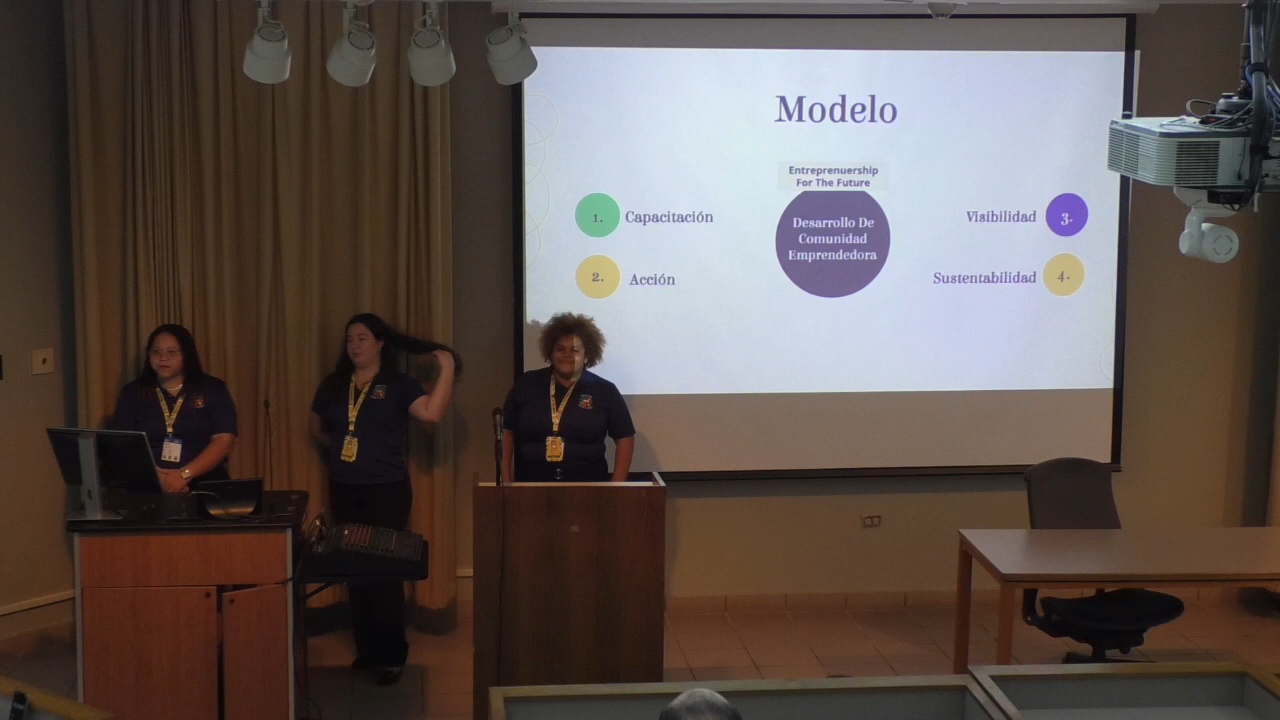 Modelo
Entreprenuership
For The Future
1. Capacitación
Desarrollo De
Comunidad
Emprendedora
Visibilidad 3.
2. Acción
Sustentabilidad 4.